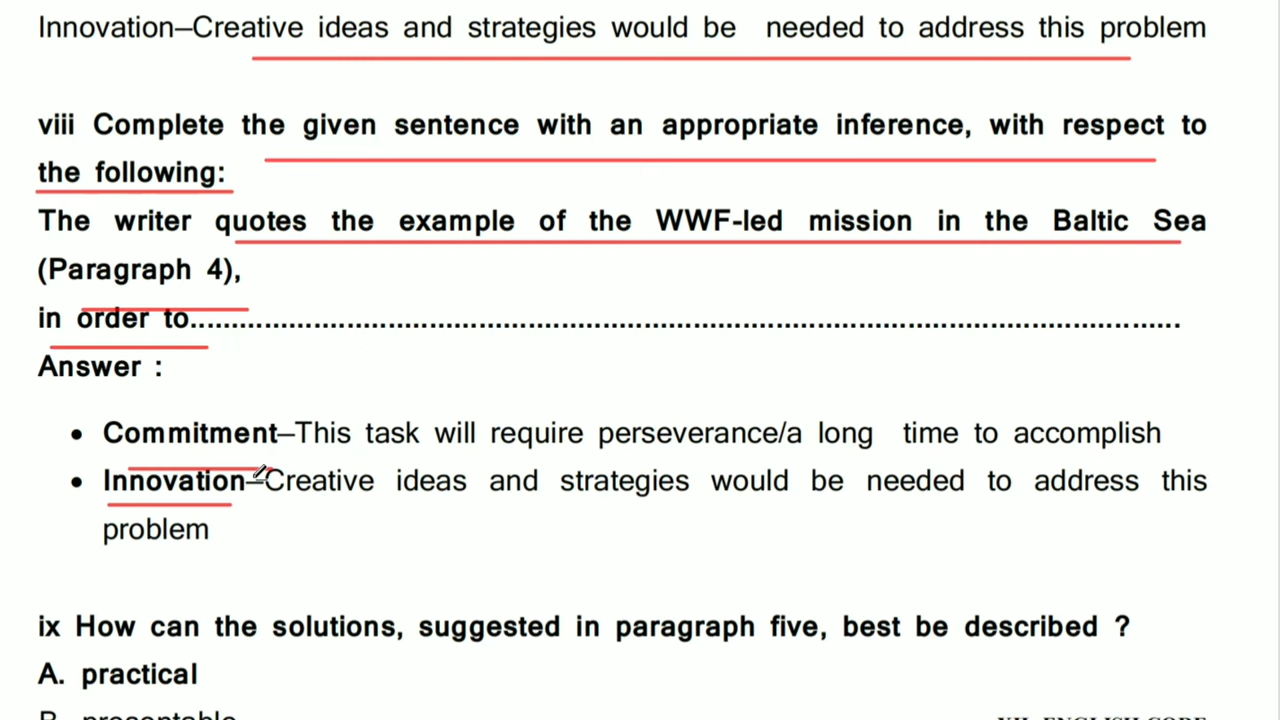 Innovation–Creative ideas and strategies would be needed to address this problem
viii Complete the given sentence with an appropriate inference, with respect to
the following:
The writer quotes the example of the WWF-led mission in the Baltic Sea
(Paragraph 4),
in order to........................................................................................................................
Answer :
• Commitment–This task will require perseverance/a long time to accomplish
• Innovation–Creative ideas and strategies would be needed to address this
problem
ix How can the solutions, suggested in paragraph five, best be described ?
A. practical
B. presentable
XII- ENGLISH CORE